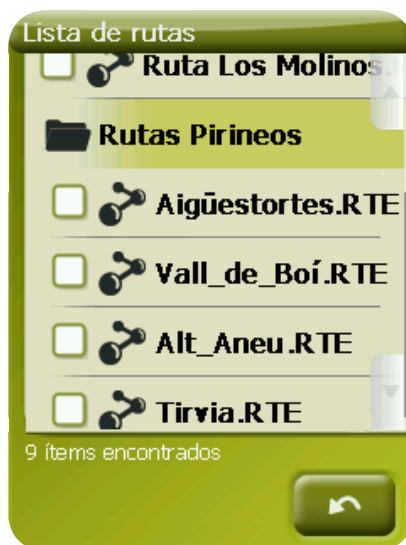 Lista de rutas
Ruta Los Molinos.
Rutas Pirineos
Aigüestortes.RTE
Vall_de_Boí.RTE
Alt_Aneu.RTE
Tirvia.RTE
9 ítems encontrados